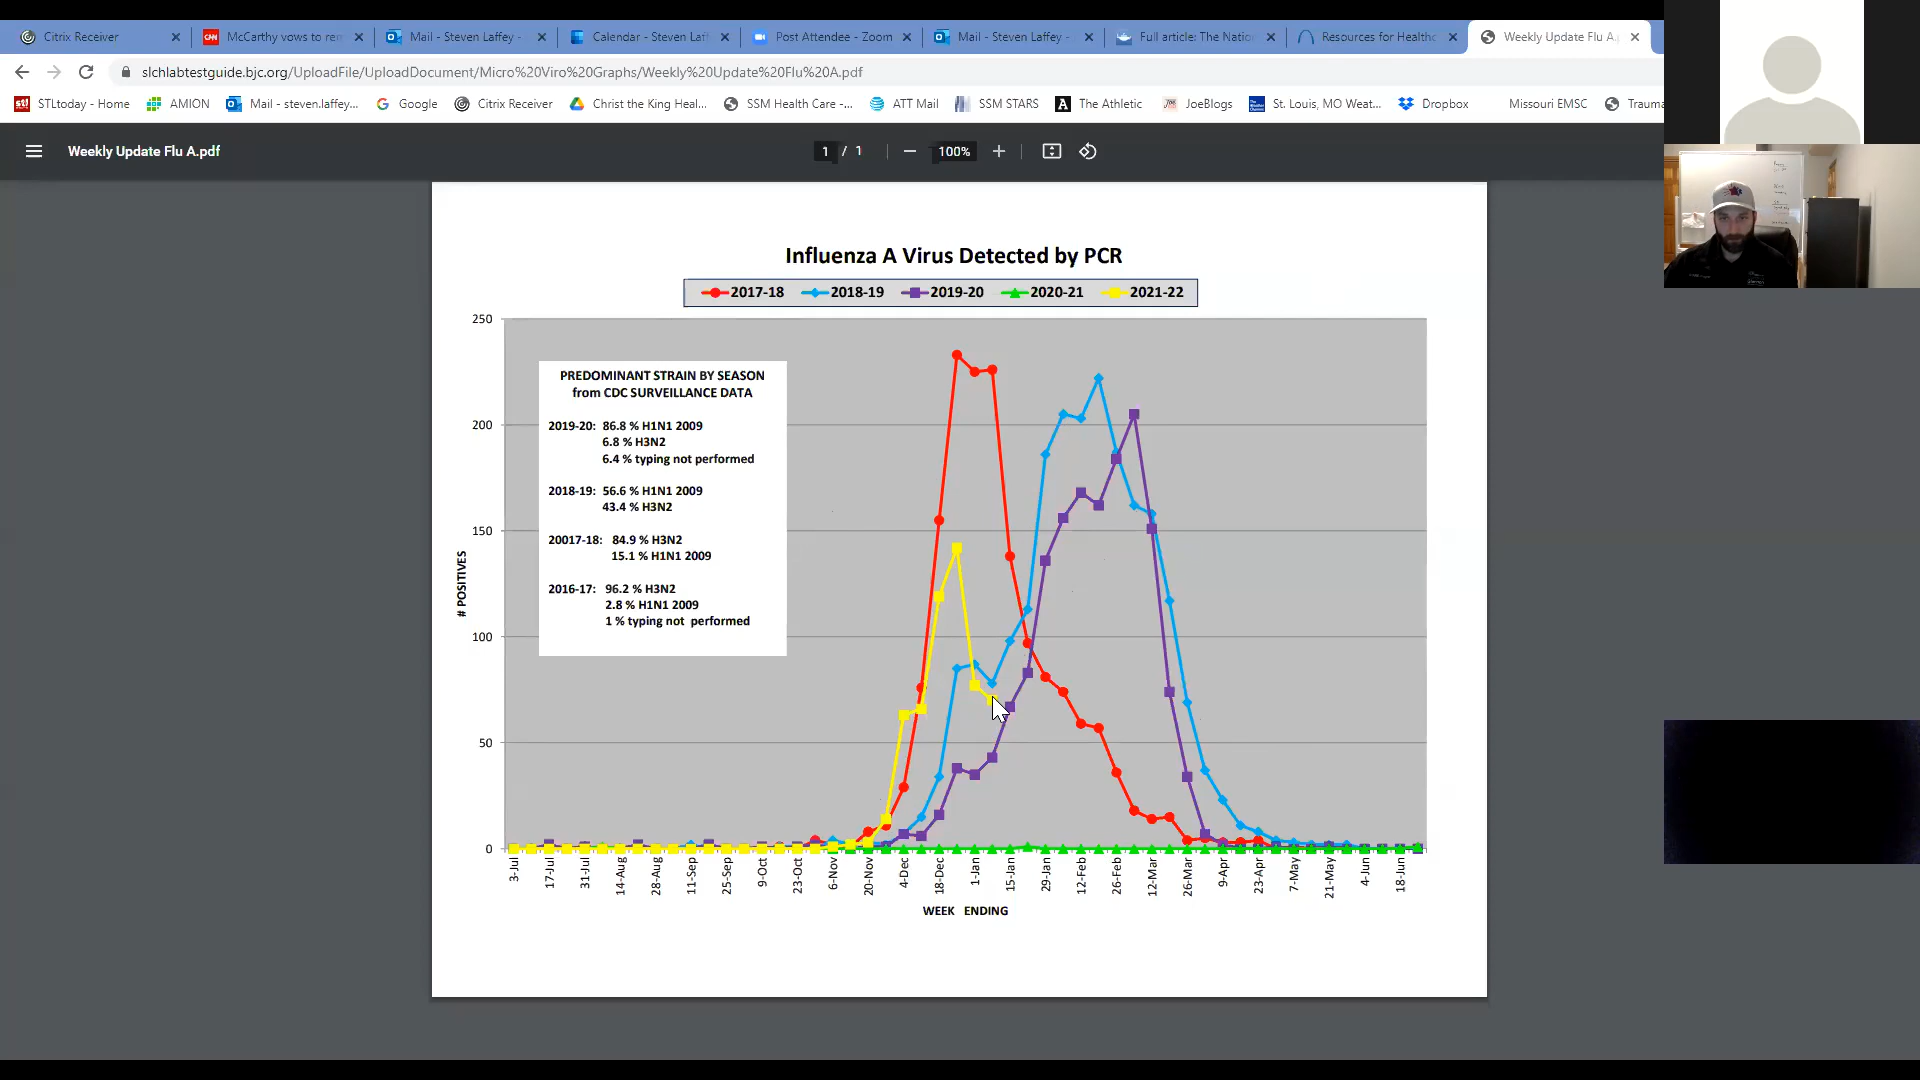 Citrix Receiver
McCarthy vows to rem
Mail - Steven Laffey -
Calendar - Steven Laff
Post Attendee - Zoom
Mail - Steven Laffey -
Full article: The Natio
Resources for Healthc
Weekly Update Flu A.
slchlabtestguide.bjc.org/UploadFile/UploadDocument/Micro%20Viro%20Graphs/Weekly%20Update%20Flu%20A.pdf
STLtoday - Home
AMION
Mail - steven.laffey...
Google
Citrix Receiver
Christ the King Heal...
SSM Health Care -...
ATT Mail
SSM STARS
The Athletic
JoeBlogs
St. Louis, MO Weat...
Dropbox
Missouri EMSC
Trauma
Weekly Update Flu A.pdf
1 / 1
100%
Influenza A Virus Detected by PCR
2017-18 2018-19 2019-20 2020-21 2021-22
PREDOMINANT STRAIN BY SEASON
from CDC SURVEILLANCE DATA
2019-20: 86.8 % H1N1 2009
6.8 % H3N2
6.4 % typing not performed
2018-19: 56.6 % H1N1 2009
43.4 % H3N2
20017-18: 84.9 % H3N2
15.1 % H1N1 2009
2016-17: 96.2 % H3N2
2.8 % H1N1 2009
1 % typing not performed
# POSITIVES
250
200
150
100
50
0
3-Jul
17-Jul
31-Jul
14-Aug
28-Aug
11-Sep
25-Sep
9-Oct
23-Oct
6-Nov
20-Nov
4-Dec
18-Dec
1-Jan
15-Jan
29-Jan
12-Feb
26-Feb
12-Mar
26-Mar
9-Apr
23-Apr
7-May
21-May
4-Jun
18-Jun
WEEK ENDING